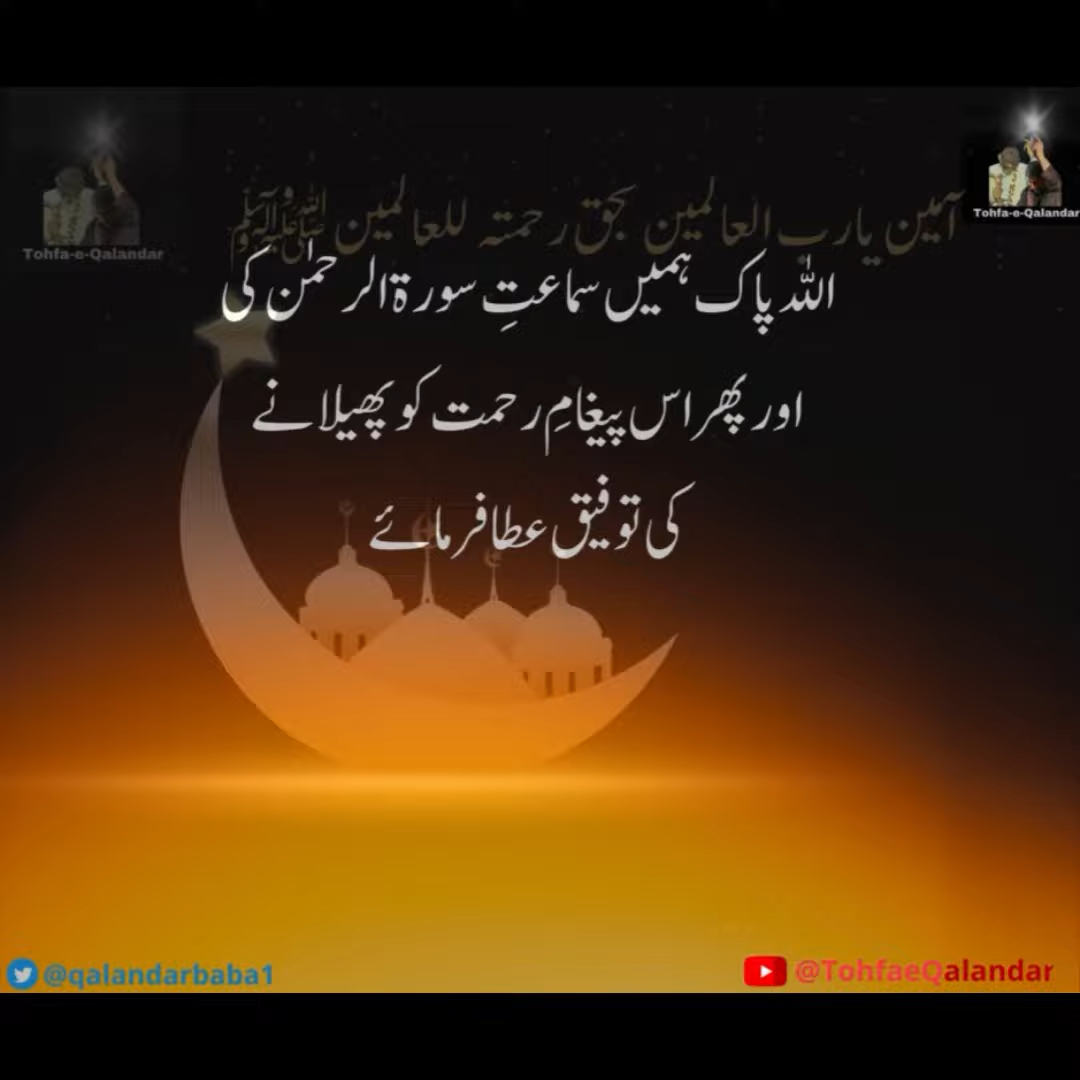 Tohfa-e-Qalandar
Tohfa-e-Qalandar
آمین یارب العالمین بحق رحمتہ للعالمین ﷺ
اللہ پاک ہمیں سماعتِ سورۃ الرحمٰن کی
اور پھر اس پیغامِ رحمت کو پھیلانے
کی توفیق عطا فرمائے
@qalandarbaba1
@TohfaeQalandar